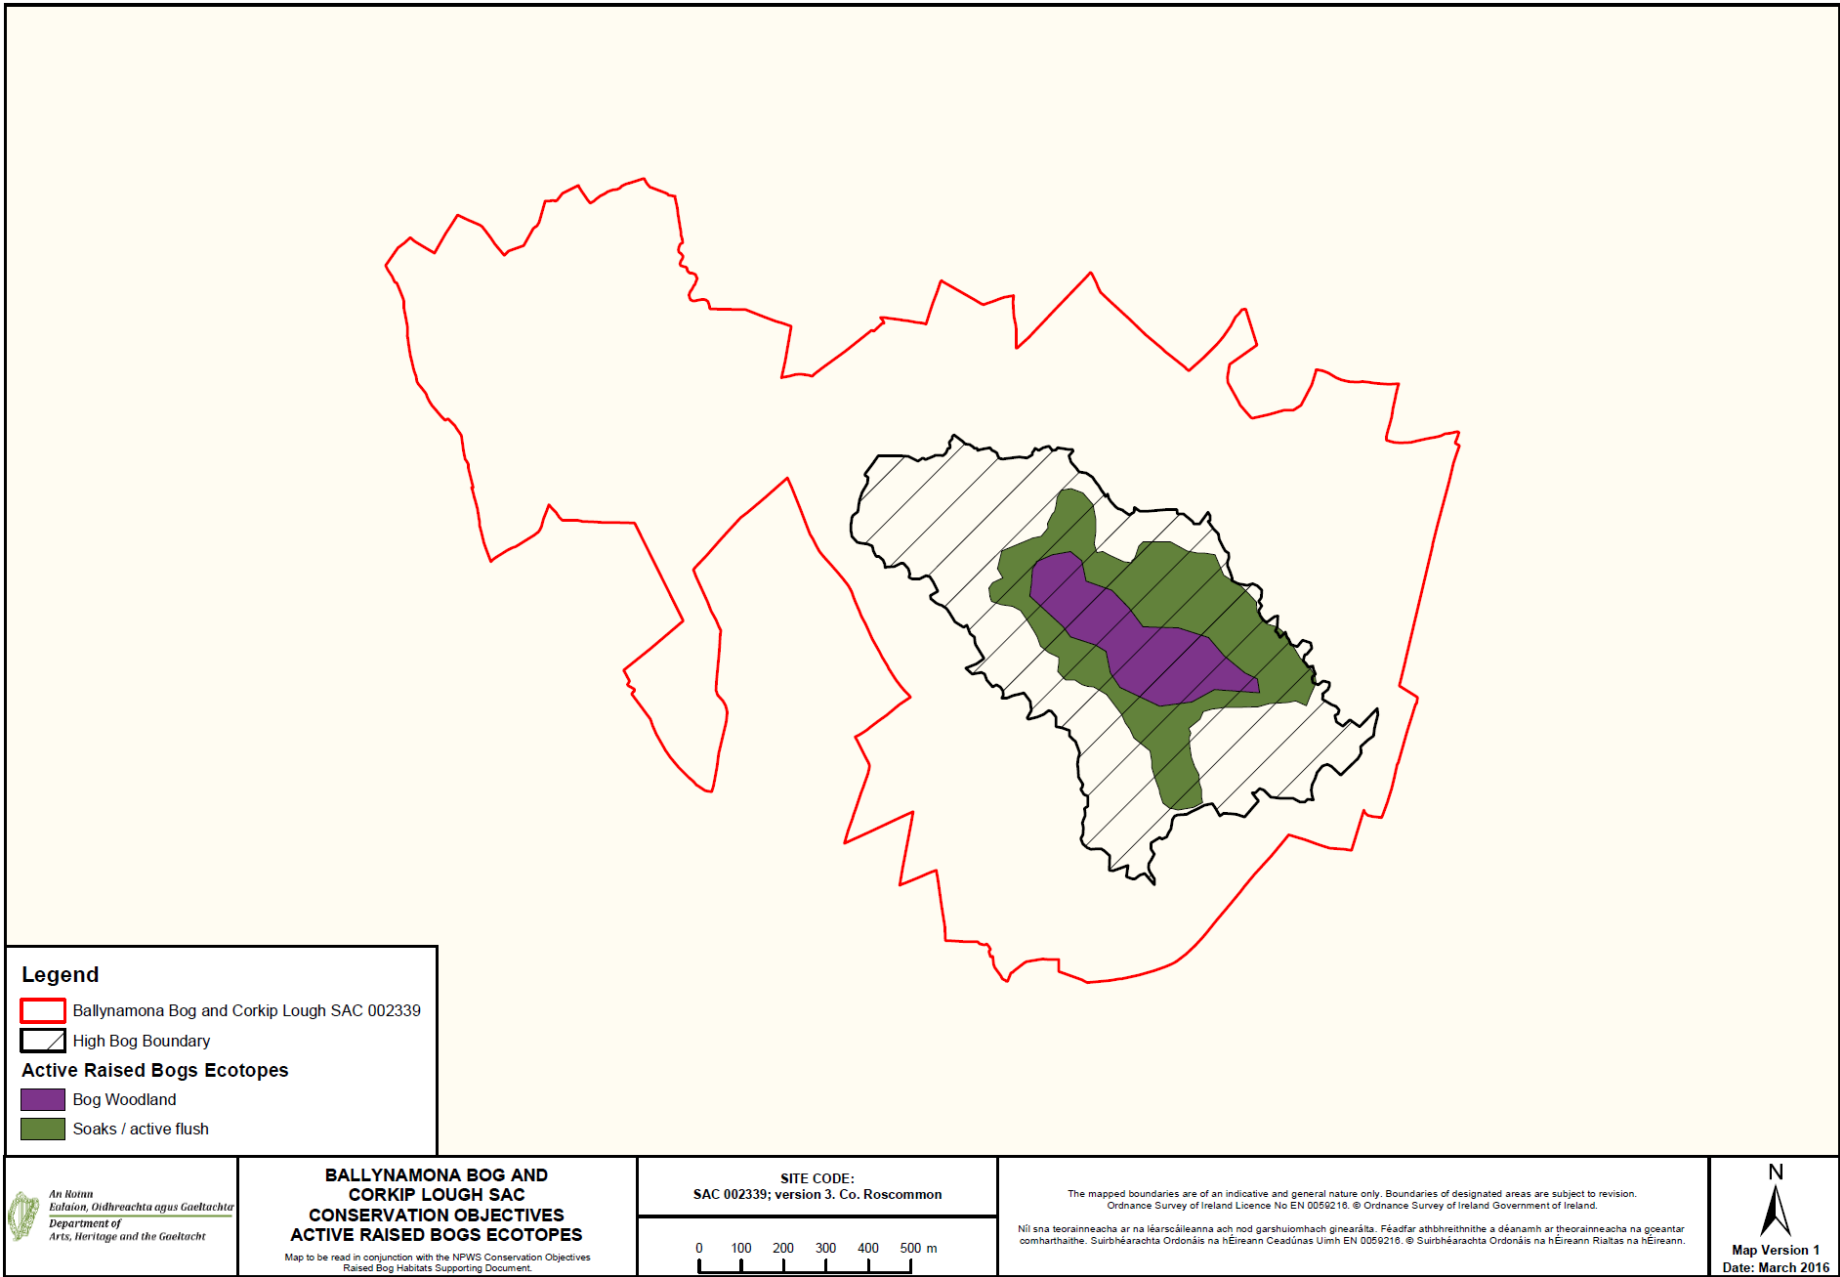 Legend
Ballynamona Bog and Corkip Lough SAC 002339
High Bog Boundary
Active Raised Bogs Ecotopes
Bog Woodland
Soaks / active flush
An Roinn
Ealaíon, Oidhreachta agus Gaeltachta
Department of
Arts, Heritage and the Gaeltacht
BALLYNAMONA BOG AND
CORKIP LOUGH SAC
CONSERVATION OBJECTIVES
ACTIVE RAISED BOGS ECOTOPES
Map to be read in conjunction with the NPWS Conservation Objectives
Raised Bog Habitats Supporting Document.
SITE CODE:
SAC 002339; version 3. Co. Roscommon
0 100 200 300 400 500 m
The mapped boundaries are of an indicative and general nature only. Boundaries of designated areas are subject to revision.
Ordnance Survey of Ireland Licence No EN 0059216. © Ordnance Survey of Ireland Government of Ireland.
Níl sna teorainneacha ar na léarscáileanna ach nod garshuiomhach ginearálta. Féadfar athbhreithnithe a déanamh ar theorainneacha na gceantar
comharthaithe. Suirbhéarachta Ordonáis na hÉireann Ceadúnas Uimh EN 0059216. © Suirbhéarachta Ordonáis na hÉireann Rialtas na hÉireann.
N
Map Version 1
Date: March 2016